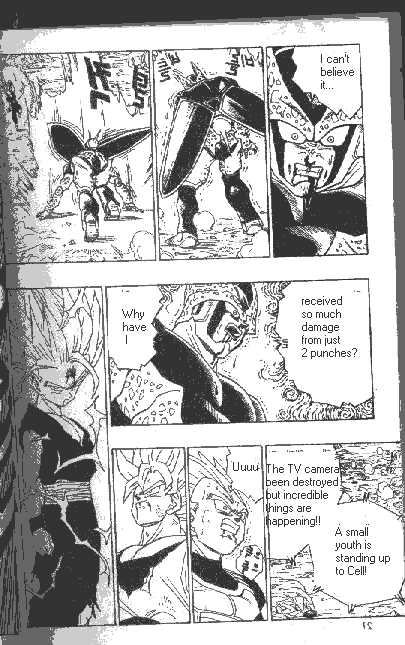 I can't
believe
it...
Why
have
I
received
so much
damage
from just
2 punches?
Uuuu
The TV camera
been destroyed
but incredible
things are
happening!!
A small
youth is
standing up
to Cell!